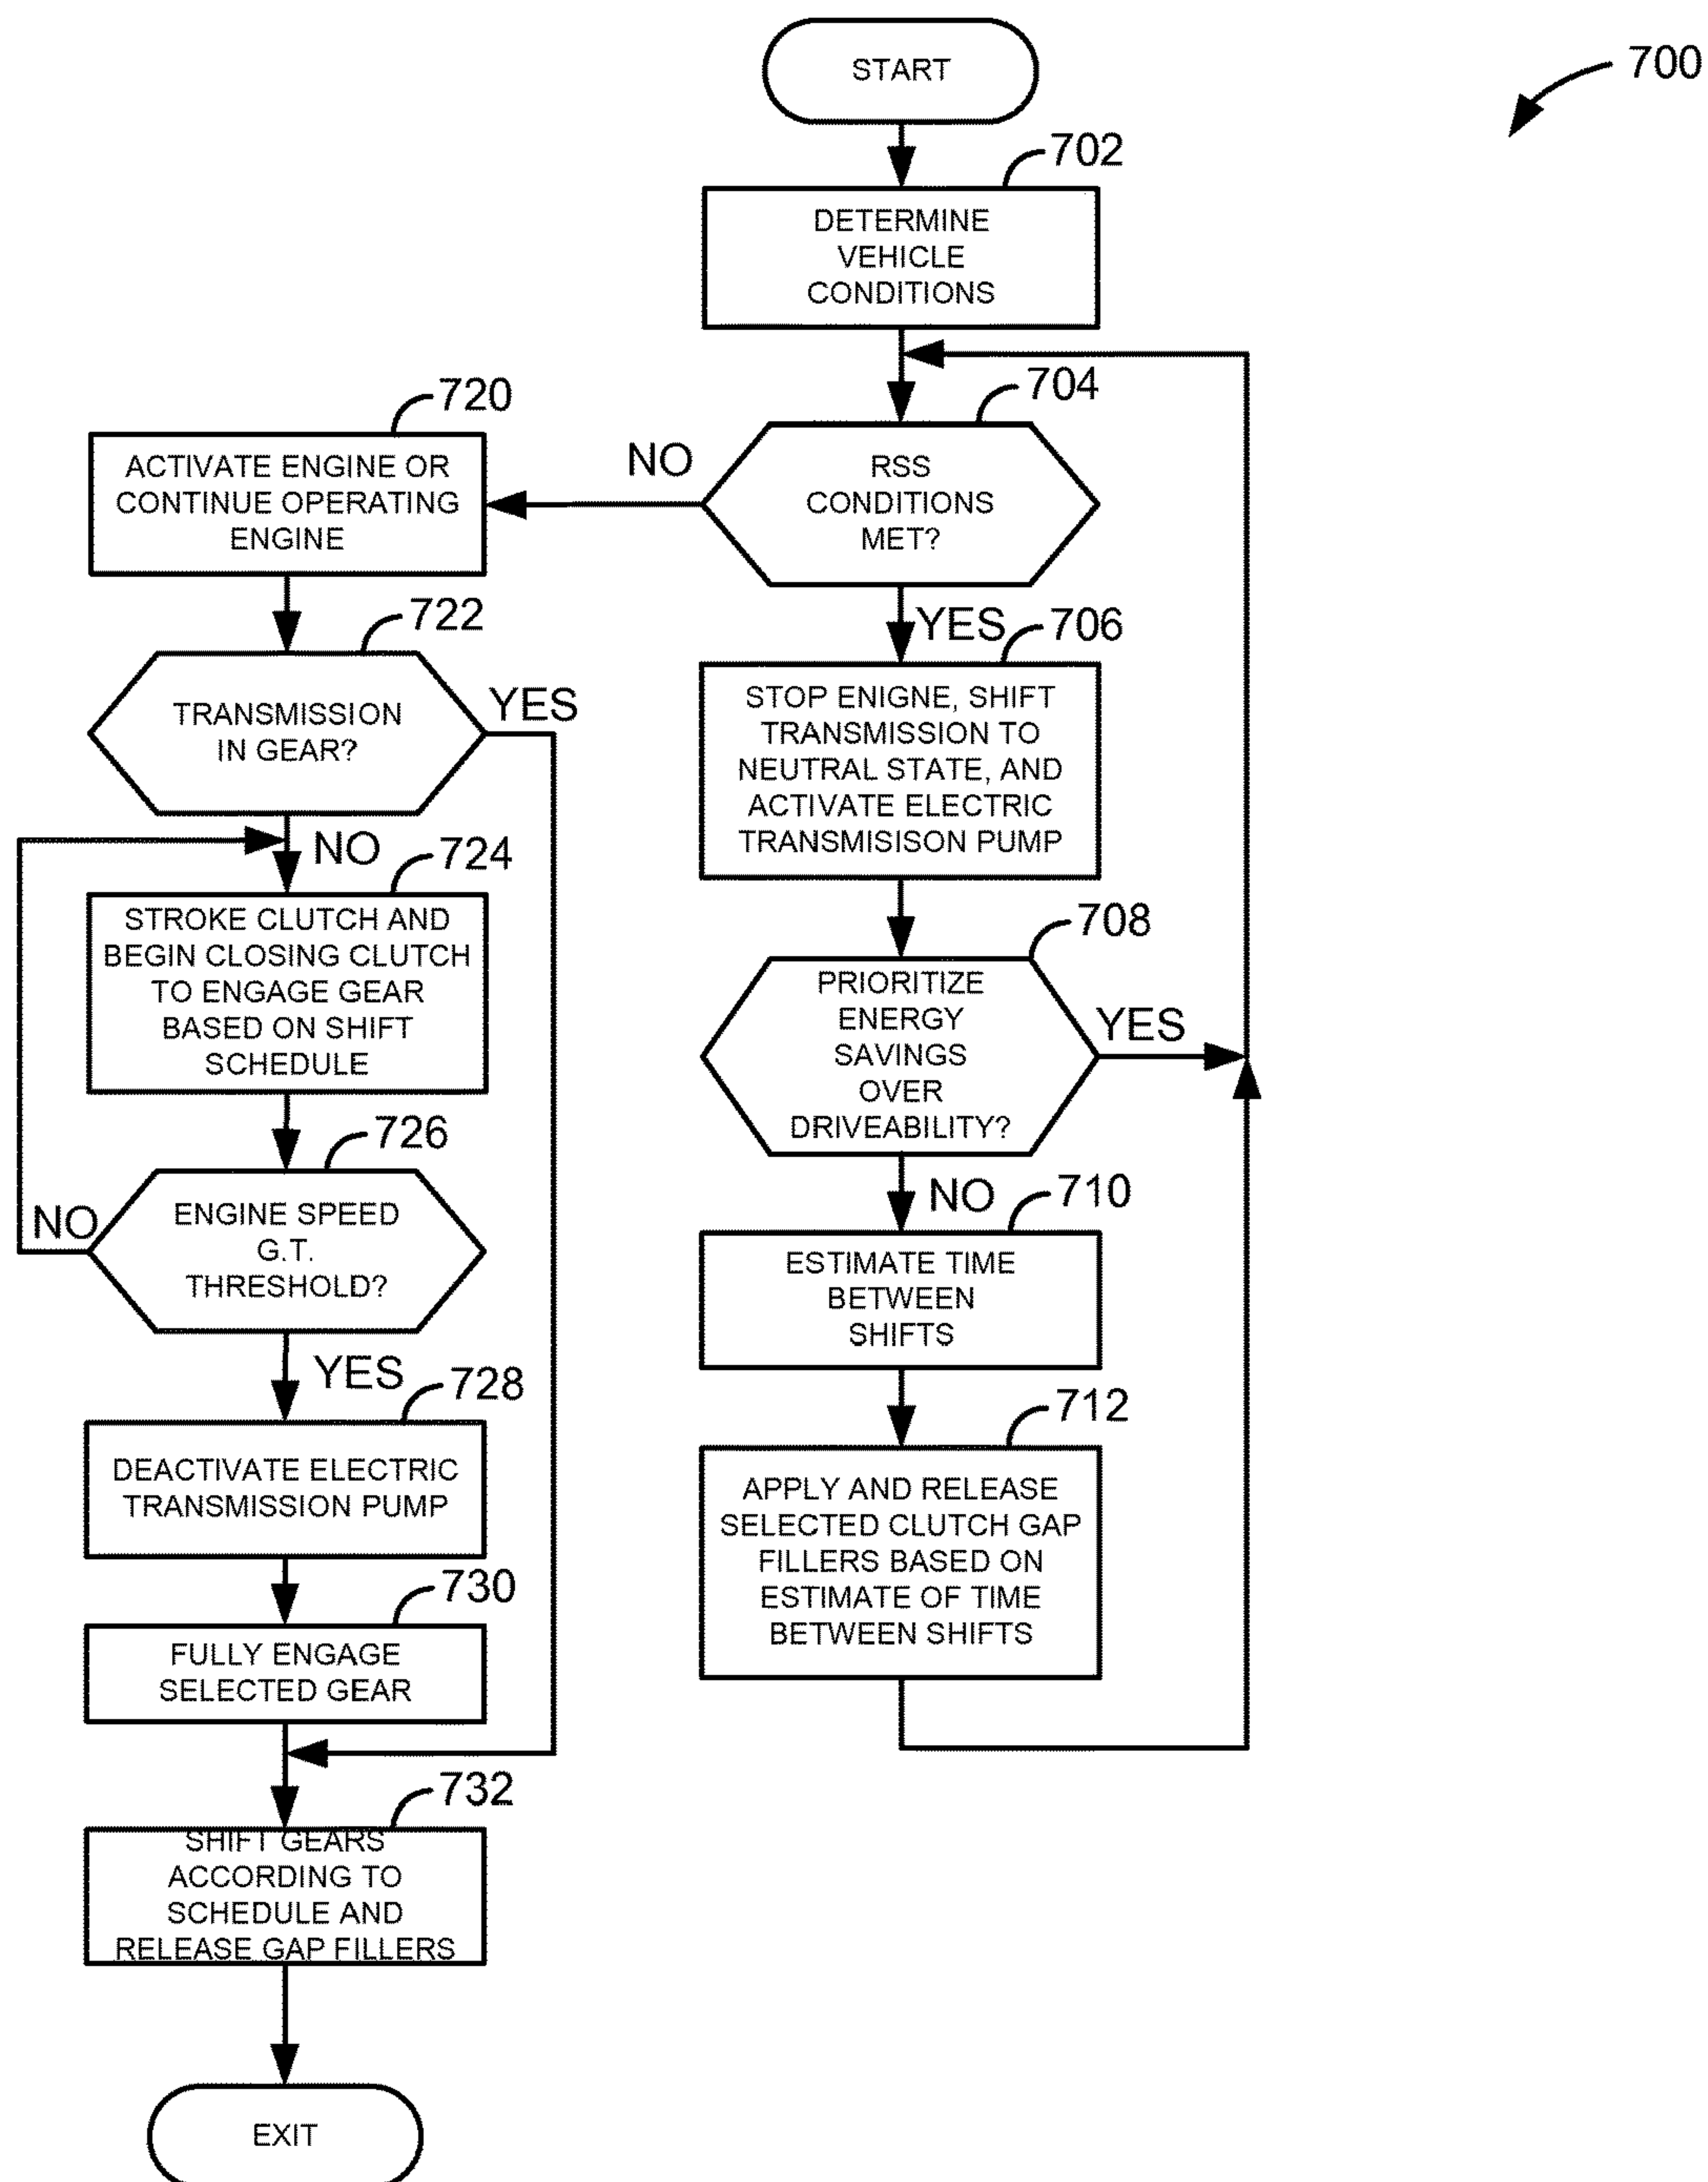 START
700
702
DETERMINE
VEHICLE
CONDITIONS
704
RSS
CONDITIONS
MET?
NO
YES
720
ACTIVATE ENGINE OR
CONTINUE OPERATING
ENGINE
722
TRANSMISSION
IN GEAR?
YES
NO
724
STROKE CLUTCH AND
BEGIN CLOSING CLUTCH
TO ENGAGE GEAR
BASED ON SHIFT
SCHEDULE
726
ENGINE SPEED
G.T.
THRESHOLD?
NO
YES
728
DEACTIVATE ELECTRIC
TRANSMISSION PUMP
730
FULLY ENGAGE
SELECTED GEAR
732
SHIFT GEARS
ACCORDING TO
SCHEDULE AND
RELEASE GAP FILLERS
EXIT
706
STOP ENIGNE, SHIFT
TRANSMISSION TO
NEUTRAL STATE, AND
ACTIVATE ELECTRIC
TRANSMISISON PUMP
708
PRIORITIZE
ENERGY
SAVINGS
OVER
DRIVEABILITY?
YES
NO
710
ESTIMATE TIME
BETWEEN
SHIFTS
712
APPLY AND RELEASE
SELECTED CLUTCH GAP
FILLERS BASED ON
ESTIMATE OF TIME
BETWEEN SHIFTS